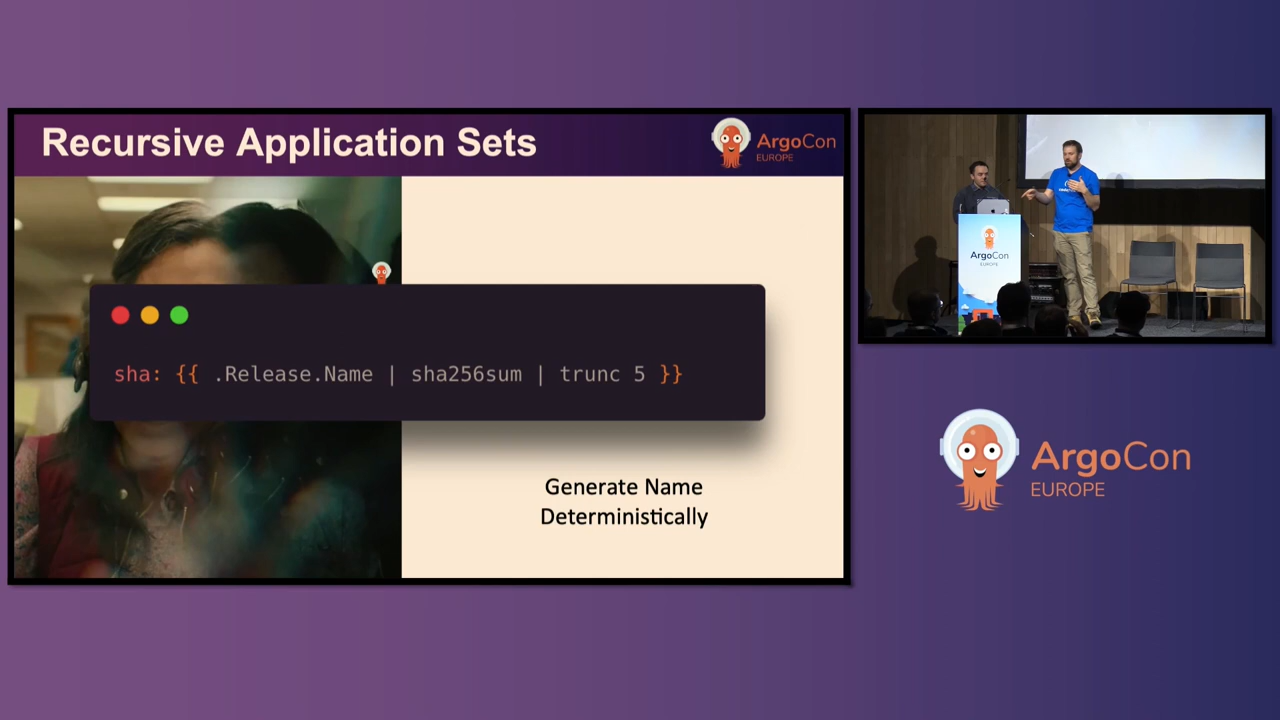 Recursive Application Sets
ArgoCon
EUROPE
sha: {{ .Release.Name | sha256sum | trunc 5 }}
Generate Name
Deterministically
ArgoCon
EUROPE
ArgoCon
EUROPE